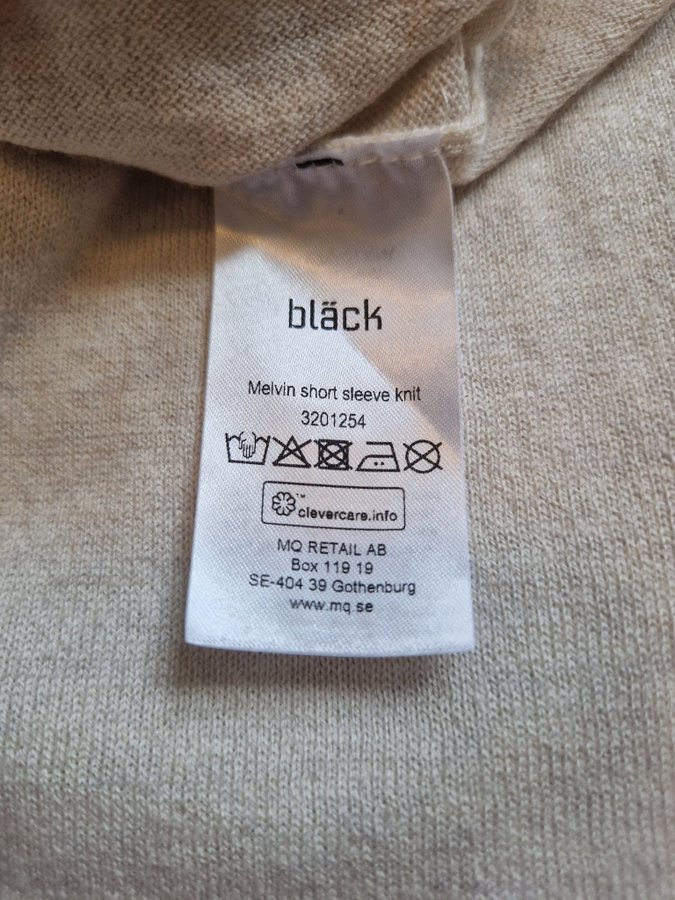 bläck
Melvin short sleeve knit
3201254
™
clevercare.info
MQ RETAIL AB
Box 119 19
SE-404 39 Gothenburg
www.mq.se